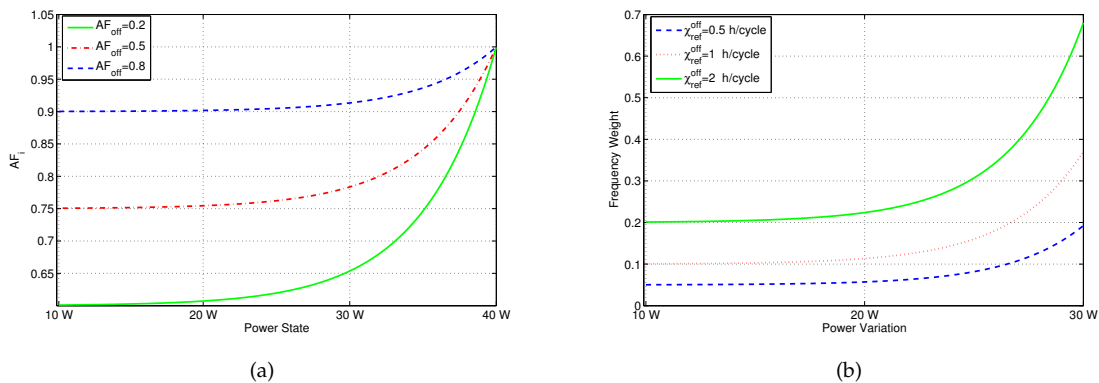 AF_off=0.2
AF_off=0.5
AF_off=0.8
1
0.95
0.9
0.85
0.8
0.75
0.7
0.65
AF_i
10 W
20 W
30 W
40 W
Power State
(a)
χ_ref^off=0.5 h/cycle
χ_ref^off=1 h/cycle
χ_ref^off=2 h/cycle
0.7
0.6
0.5
0.4
0.3
0.2
0.1
0
Frequency Weight
10 W
20 W
30 W
Power Variation
(b)